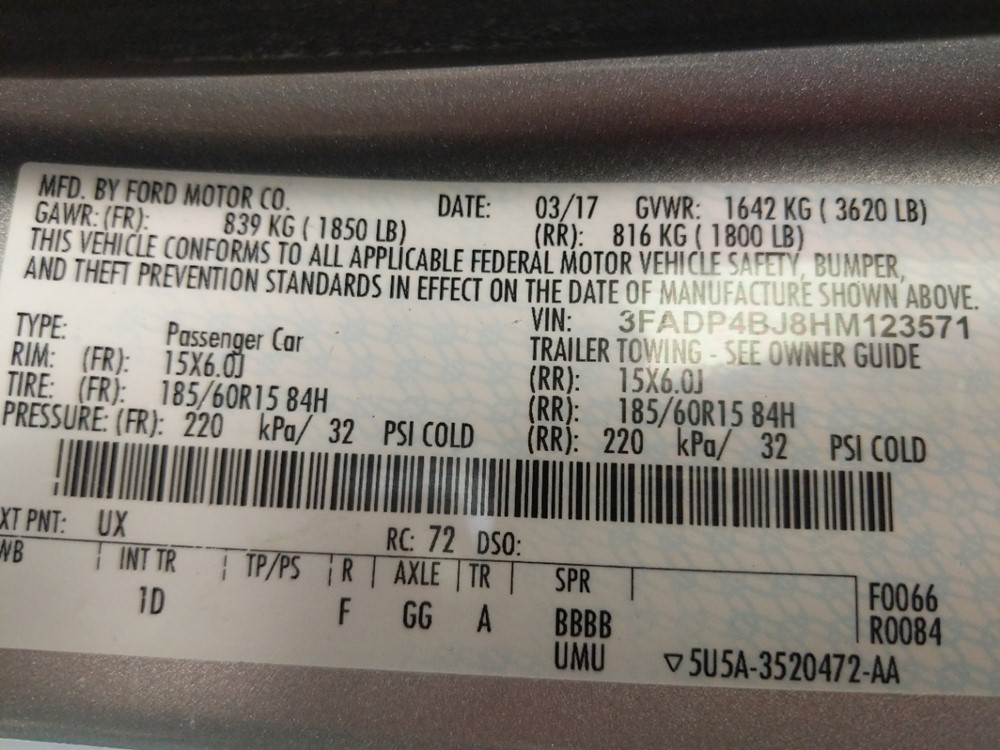 MFD. BY FORD MOTOR CO. DATE: 03/17 GVWR: 1642 KG ( 3620 LB)
GAWR: (FR): 839 KG ( 1850 LB) (RR): 816 KG ( 1800 LB)
THIS VEHICLE CONFORMS TO ALL APPLICABLE FEDERAL MOTOR VEHICLE SAFETY, BUMPER,
AND THEFT PREVENTION STANDARDS IN EFFECT ON THE DATE OF MANUFACTURE SHOWN ABOVE.
VIN: 3FADP4BJ8HM123571
TYPE: Passenger Car TRAILER TOWING - SEE OWNER GUIDE
RIM: (FR): 15X6.0J (RR): 15X6.0J
TIRE: (FR): 185/60R15 84H (RR): 185/60R15 84H
PRESSURE: (FR): 220 kPa/ 32 PSI COLD (RR): 220 kPa/ 32 PSI COLD
XT PNT: UX RC: 72 DSO:
WB | INT TR | TP/PS | R | AXLE | TR | SPR |
1D F GG A BBBB F0066
UMU R0084
▽5U5A-3520472-AA